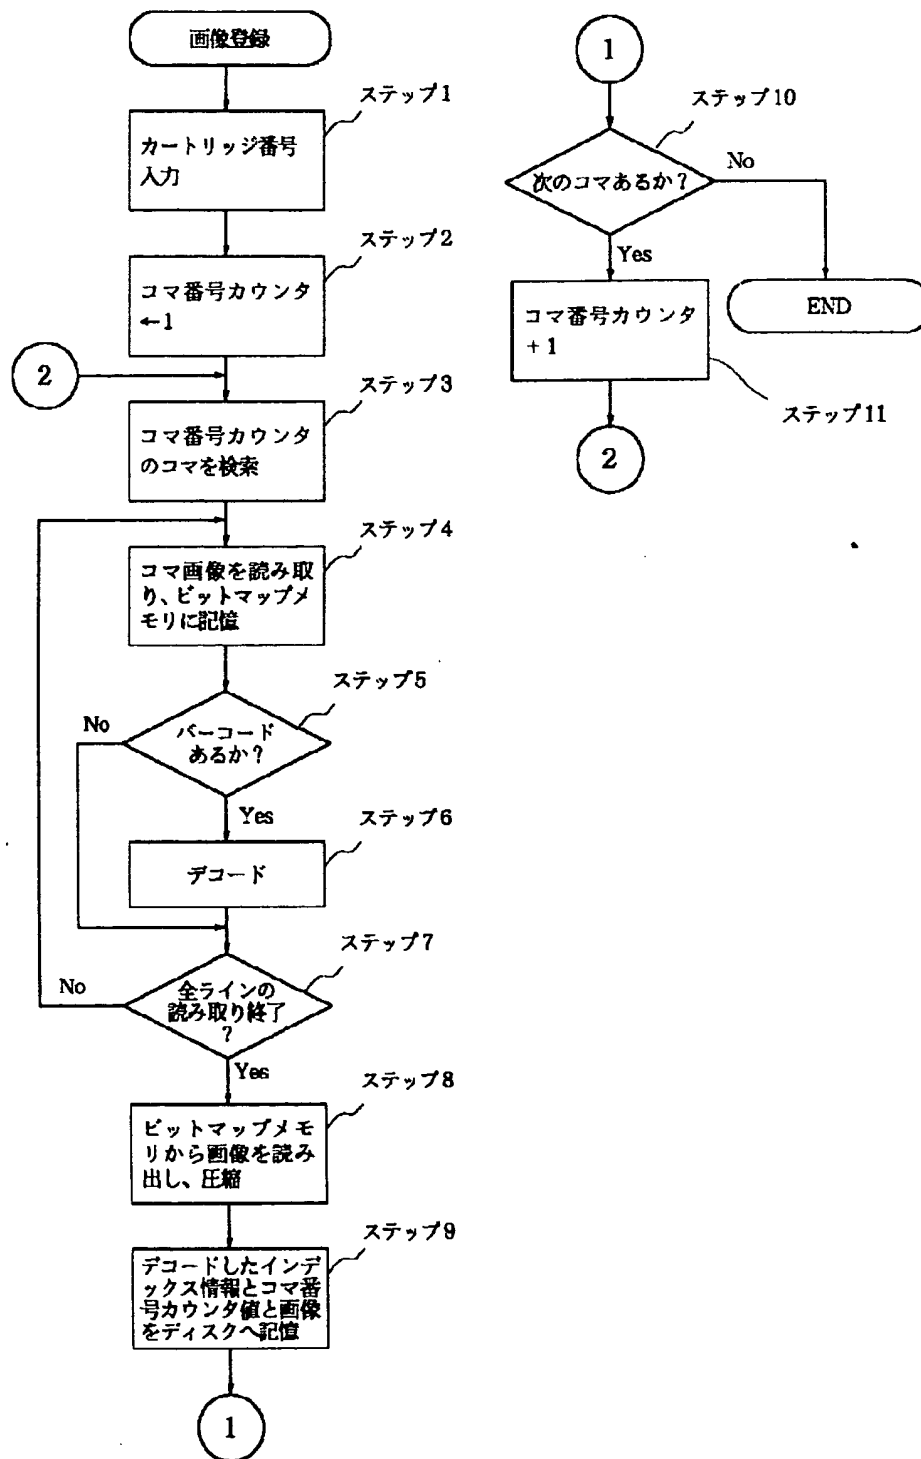 画像登録
ステップ1
カートリッジ番号
入力
ステップ2
コマ番号カウンタ
←1
2
ステップ3
コマ番号カウンタ
のコマを検索
ステップ4
コマ画像を読み取
り、ビットマップメ
モリに記憶
ステップ5
No
バーコード
あるか?
Yes
ステップ6
デコード
ステップ7
No
全ラインの
読み取り終了
?
Yes
ステップ8
ビットマップメモ
リから画像を読み
出し、圧縮
ステップ9
デコードしたインデ
ックス情報とコマ番
号カウンタ値と画像
をディスクへ記憶
1
1
ステップ10
次のコマあるか?
No
Yes
END
コマ番号カウンタ
+1
ステップ11
2